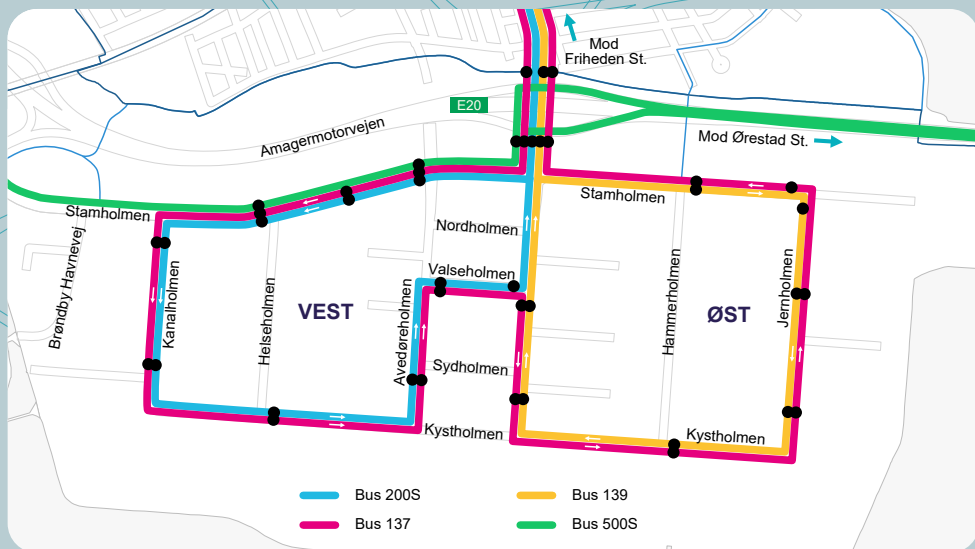 Mod
Friheden St.
E20
Amagermotorvejen
Mod Ørestad St.
Stamholmen
Stamholmen
Nordholmen
Brøndby Havnevej
Kanalholmen
Helseholmen
Valseholmen
Avedøreholmen
Hammerholmen
Jernholmen
VEST
ØST
Sydholmen
Kystholmen
Kystholmen
Bus 200S
Bus 139
Bus 137
Bus 500S